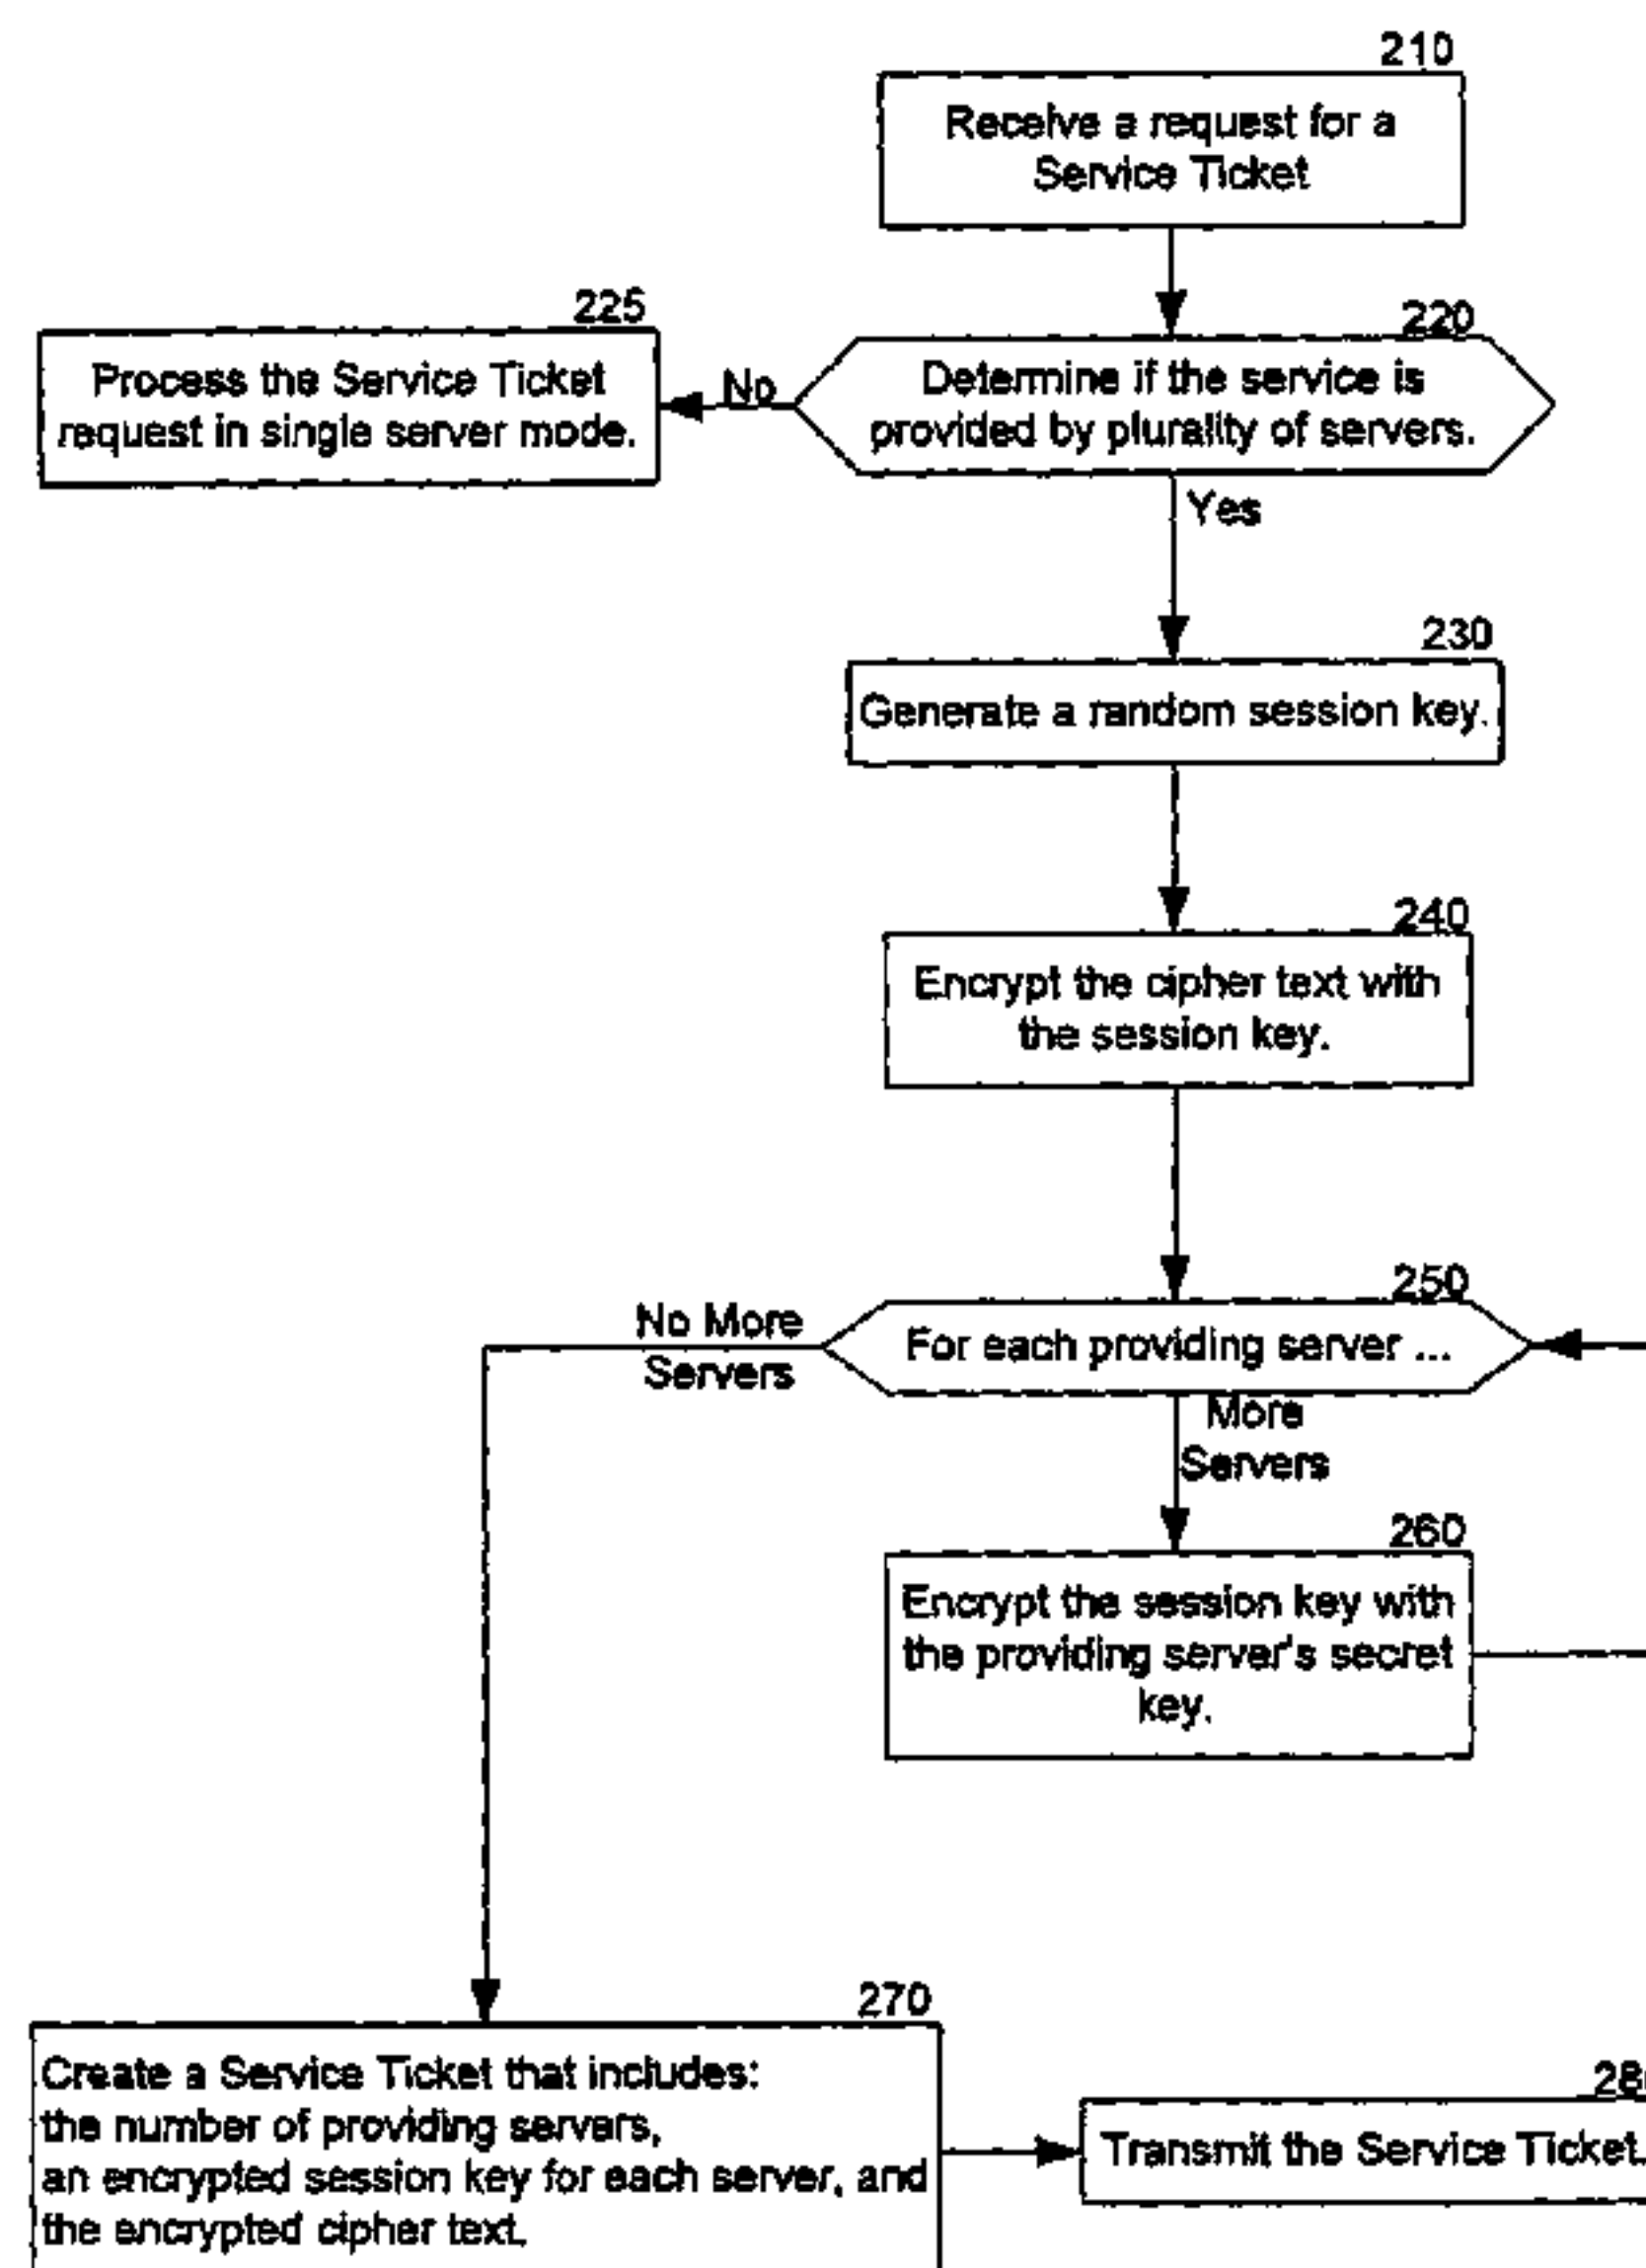 210
Receive a request for a
Service Ticket
225
Process the Service Ticket
request in single server mode.
No
220
Determine if the service is
provided by plurality of servers.
Yes
230
Generate a random session key.
240
Encrypt the cipher text with
the session key.
250
For each providing server ...
No More
Servers
More
Servers
260
Encrypt the session key with
the providing server's secret
key.
270
Create a Service Ticket that includes:
the number of providing servers,
an encrypted session key for each server, and
the encrypted cipher text.
28
Transmit the Service Ticket.